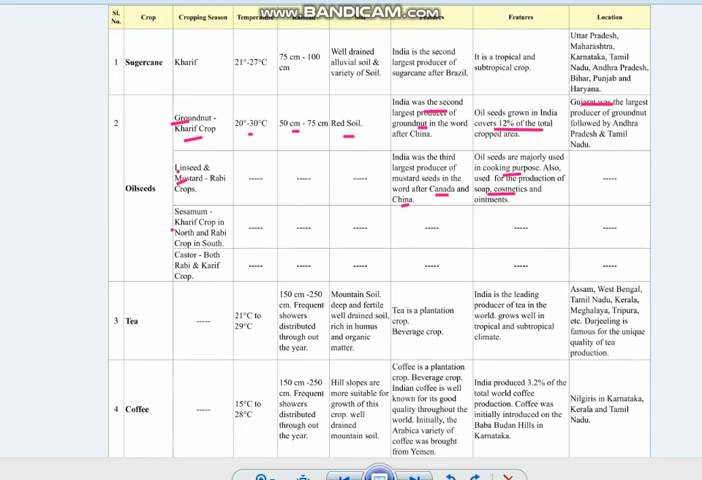 www.BANDICAM.com
Sl. No. Crop Cropping Season Features Location
1 Sugercane Kharif 21°-27°C 75 cm - 100 cm Well drained alluvial soil & variety of Soil. India is the second largest producer of sugarcane after Brazil. It is a tropical and subtropical crop. Uttar Pradesh, Maharashtra, Karnataka, Tamil Nadu, Andhra Pradesh, Bihar, Punjab and Haryana.
2 Oilseeds Groundnut - Kharif Crop 20°-30°C 50 cm - 75 cm Red Soil. India was the second largest producer of groundnut in the word after China. Oil seeds grown in India covers 12% of the total cropped area. Gujarat was the largest producer of groundnut followed by Andhra Pradesh & Tamil Nadu.
Linseed & Mustard - Rabi Crops. ----- ----- ----- India was the third largest producer of mustard seeds in the word after Canada and China. Oil seeds are majorly used in cooking purpose. Also, used for the production of soap, cosmetics and ointments. -----
Sesamum - Kharif Crop in North and Rabi Crop in South. ----- ----- ----- ----- ----- -----
Castor - Both Rabi & Karif Crop. ----- ----- ----- ----- ----- -----
3 Tea ----- 21°C to 29°C 150 cm -250 cm. Frequent showers distributed through out the year. Mountain Soil. deep and fertile well drained soil, rich in humus and organic matter. Tea is a plantation crop. Beverage crop. India is the leading producer of tea in the world. grows well in tropical and subtropical climate. Assam, West Bengal, Tamil Nadu, Kerala, Meghalaya, Tripura, etc. Darjeeling is famous for the unique quality of tea production.
4 Coffee ----- 15°C to 28°C 150 cm -250 cm. Frequent showers distributed through out the year. Hill slopes are more suitable for growth of this crop. well drained mountain soil. Coffee is a plantation crop. Beverage crop. Indian coffee is well known for its good quality throughout the world. Initially, the Arabica variety of coffee was brought from Yemen. India produced 3.2% of the total world coffee production. Coffee was initially introduced on the Baba Budan Hills in Karnataka. Nilgiris in Karnataka, Kerala and Tamil Nadu.